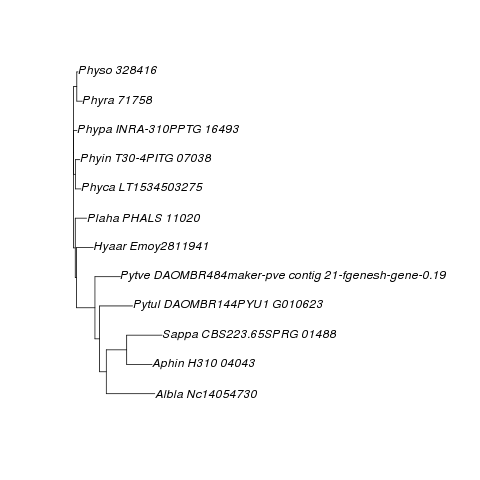 Physo 328416
Phyra 71758
Phypa INRA-310PPTG 16493
Phyin T30-4PITG 07038
Phyca LT1534503275
Plaha PHALS 11020
Hyaar Emoy2811941
Pytve DAOMBR484maker-pve contig 21-fgenesh-gene-0.19
Pytul DAOMBR144PYU1 G010623
Sappa CBS223.65SPRG 01488
Aphin H310 04043
Albla Nc14054730